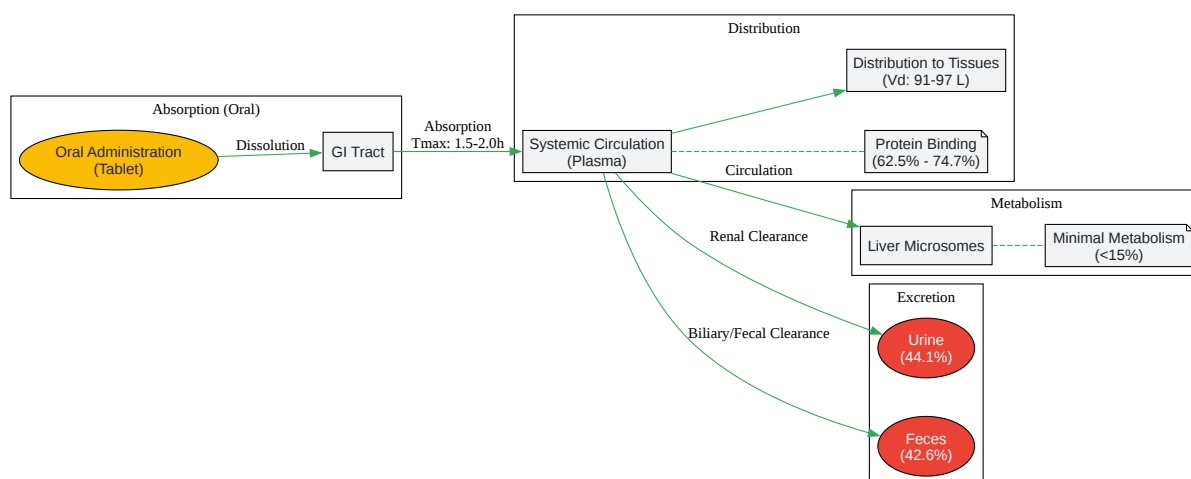 Absorption (Oral)
Oral Administration
(Tablet)
Dissolution
GI Tract
Absorption
Tmax: 1.5-2.0h
Distribution
Systemic Circulation
(Plasma)
Distribution to Tissues
(Vd: 91-97 L)
Protein Binding
(62.5% - 74.7%)
Circulation
Metabolism
Liver Microsomes
Minimal Metabolism
(<15%)
Renal Clearance
Biliary/Fecal Clearance
Excretion
Urine
(44.1%)
Feces
(42.6%)